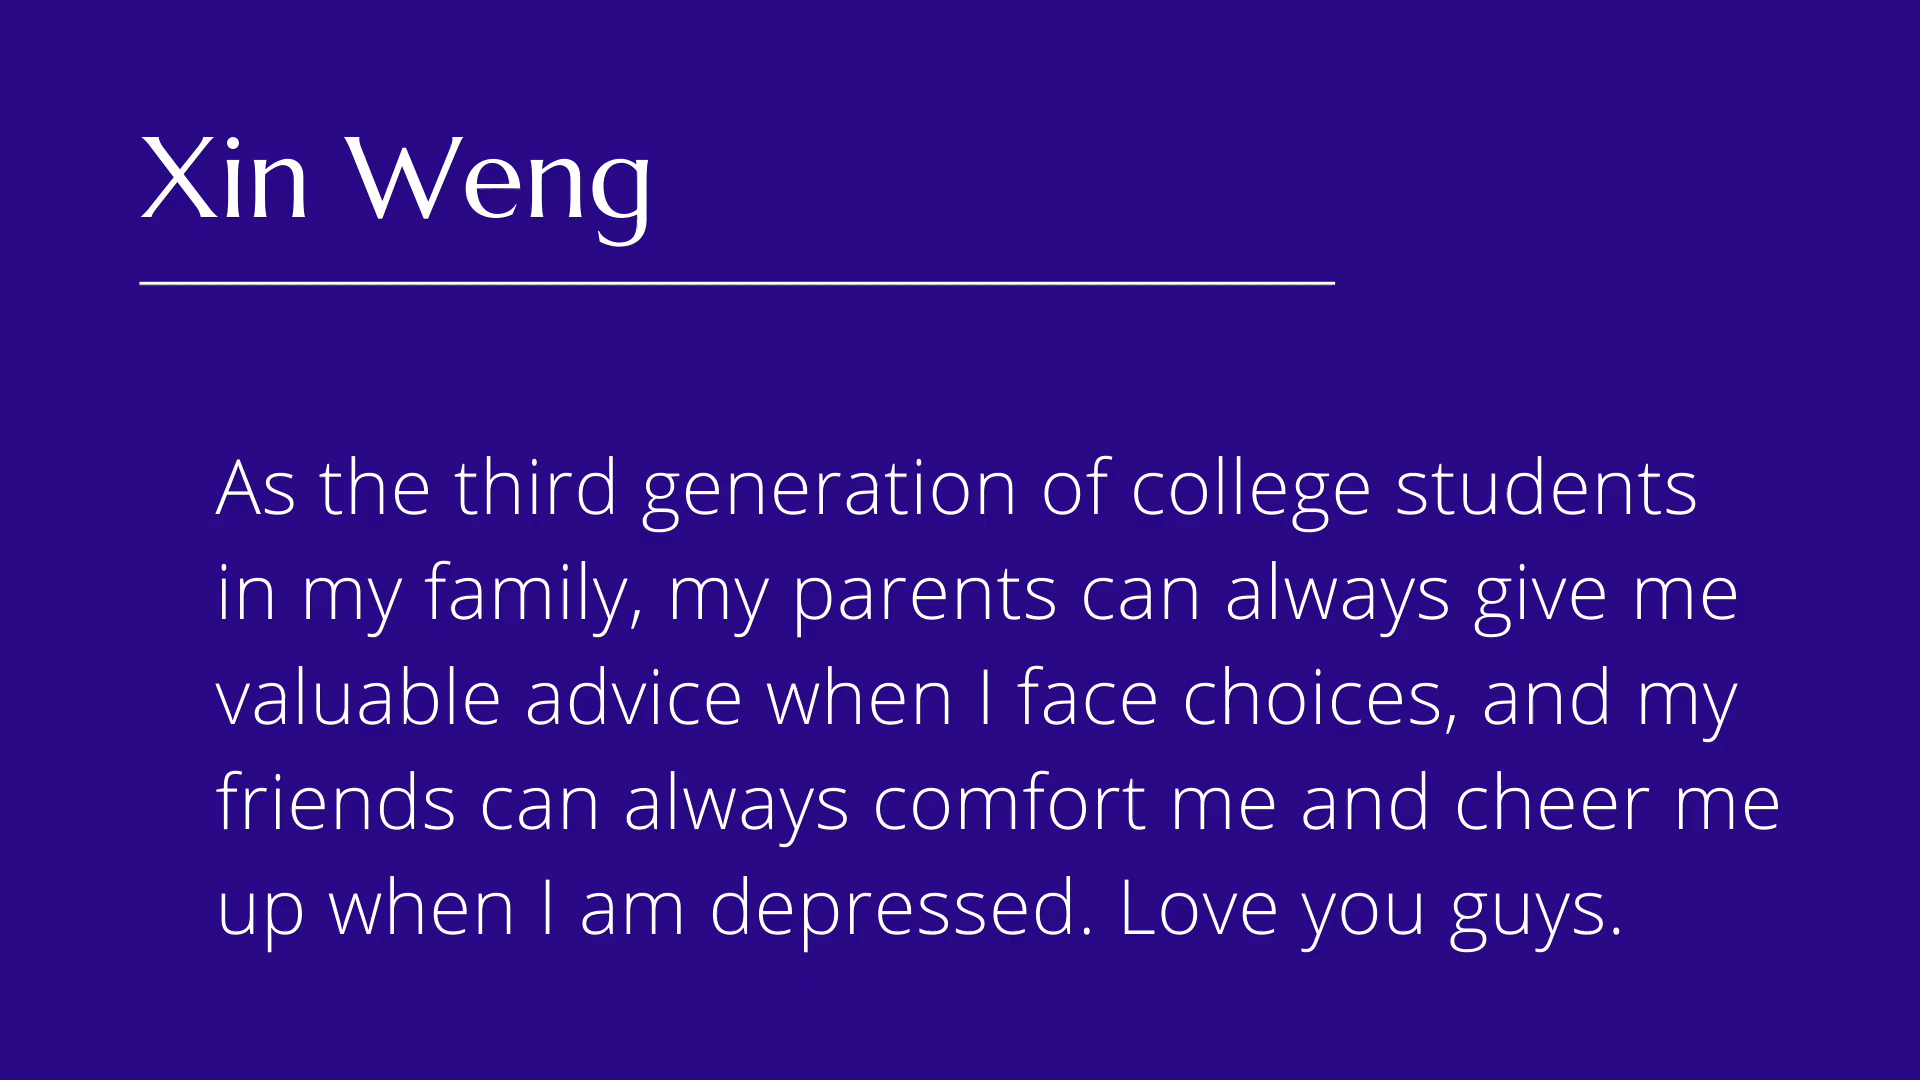 Xin Weng
As the third generation of college students
in my family, my parents can always give me
valuable advice when I face choices, and my
friends can always comfort me and cheer me
up when I am depressed. Love you guys.